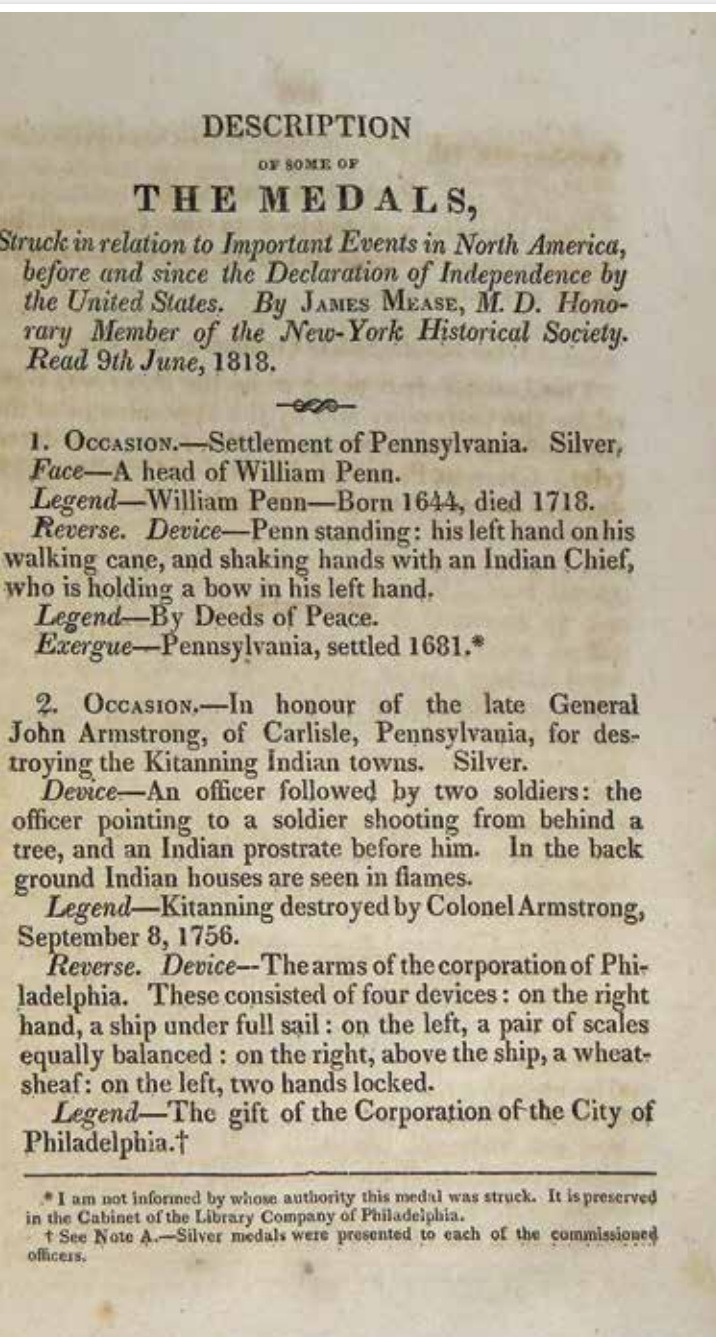 DESCRIPTION
OF SOME OF
THE MEDALS,
Struck in relation to Important Events in North America,
before and since the Declaration of Independence by
the United States. By JAMES MEASE, M. D. Hono-
rary Member of the New-York Historical Society.
Read 9th June, 1818.
1. OCCASION.—Settlement of Pennsylvania. Silver,
Face—A head of William Penn.
Legend—William Penn—Born 1644, died 1718.
Reverse. Device—Penn standing: his left hand on his
walking cane, and shaking hands with an Indian Chief,
who is holding a bow in his left hand.
Legend—By Deeds of Peace.
Exergue—Pennsylvania, settled 1681.*
2. OCCASION.—In honour of the late General
John Armstrong, of Carlisle, Pennsylvania, for des-
troying the Kitanning Indian towns. Silver.
Device—An officer followed by two soldiers: the
officer pointing to a soldier shooting from behind a
tree, and an Indian prostrate before him. In the back
ground Indian houses are seen in flames.
Legend—Kitanning destroyed by Colonel Armstrong,
September 8, 1756.
Reverse. Device--The arms of the corporation of Phi-
ladelphia. These consisted of four devices: on the right
hand, a ship under full sail: on the left, a pair of scales
equally balanced: on the right, above the ship, a wheat-
sheaf: on the left, two hands locked.
Legend—The gift of the Corporation of the City of
Philadelphia.†
* I am not informed by whose authority this medal was struck. It is preserved
in the Cabinet of the Library Company of Philadelphia.
† See Note A.—Silver medals were presented to each of the commissioned
officers.